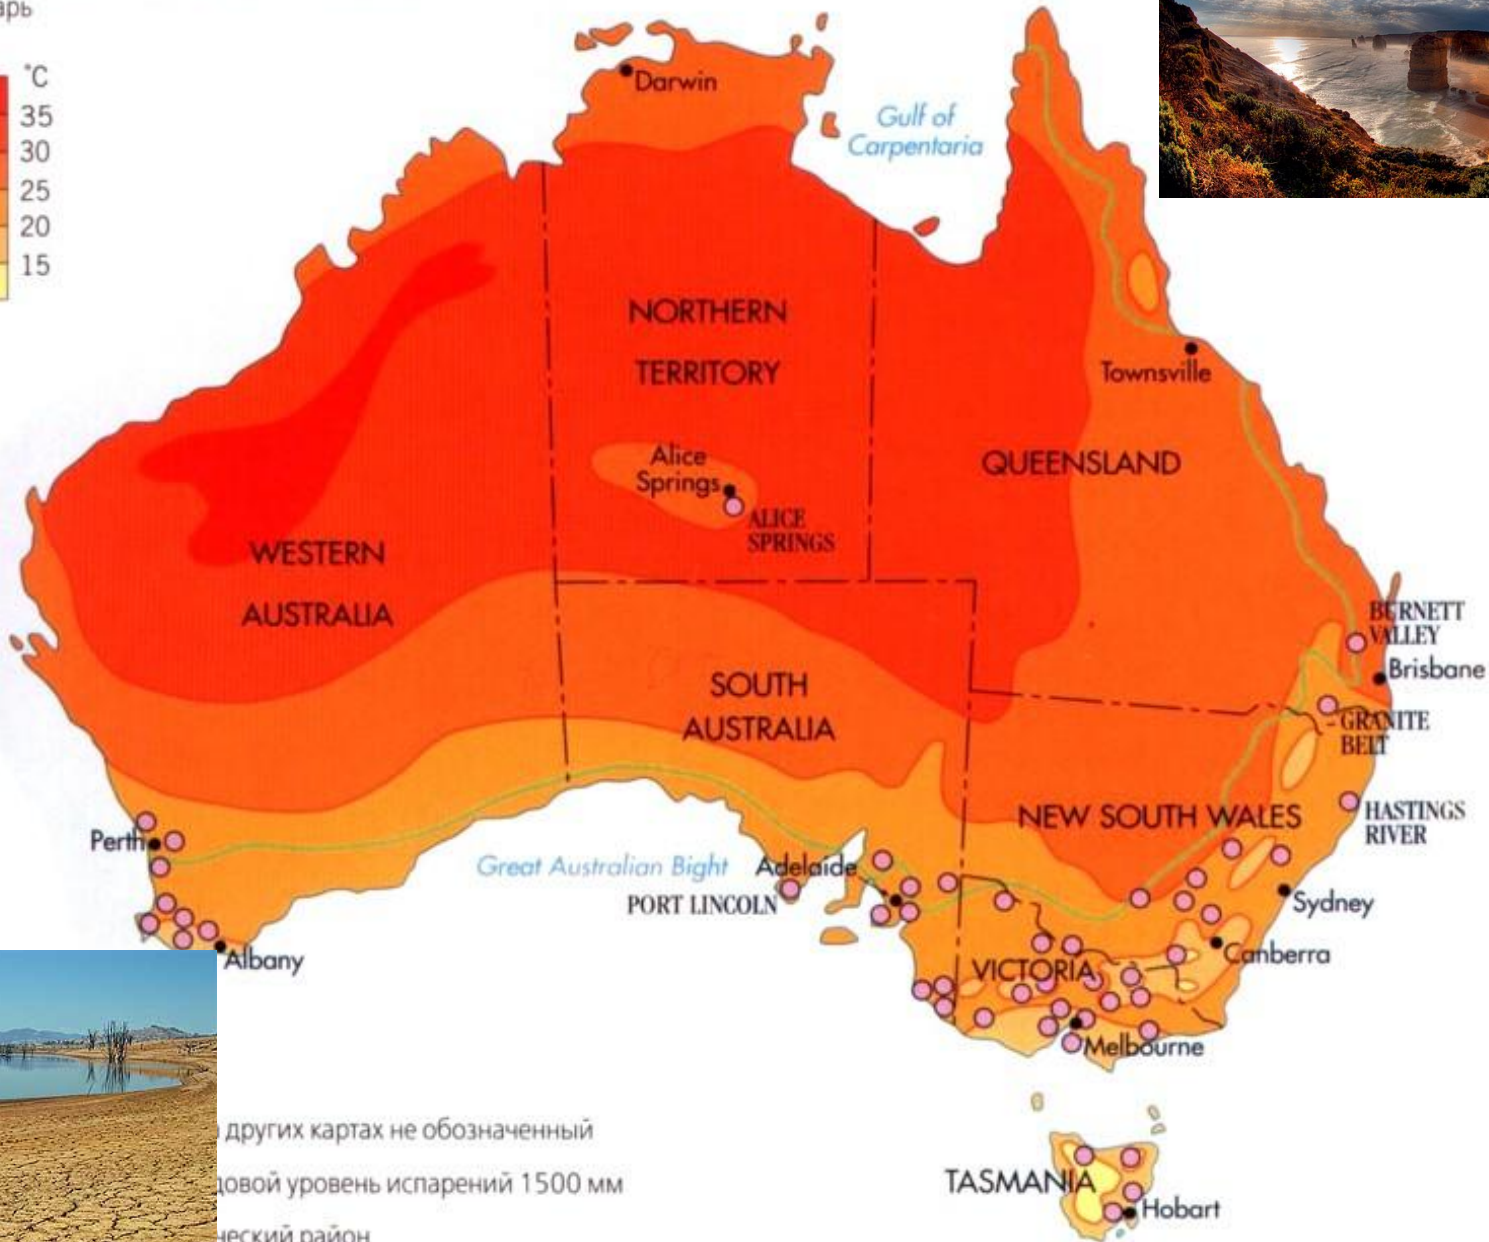 °C
35
30
25
20
15
Darwin
Gulf of
Carpentaria
NORTHERN
TERRITORY
Townsville
Alice
Springs
QUEENSLAND
ALICE
SPRINGS
WESTERN
AUSTRALIA
BURNETT
VALLEY
Brisbane
SOUTH
AUSTRALIA
GRANITE
BELT
NEW SOUTH WALES
HASTINGS
RIVER
Perth
Great Australian Bight
Adelaide
PORT LINCOLN
Sydney
Canberra
Albany
VICTORIA
Melbourne
других картах не обозначенный
уровень испарений 1500 мм
TASMANIA
Hobart
район